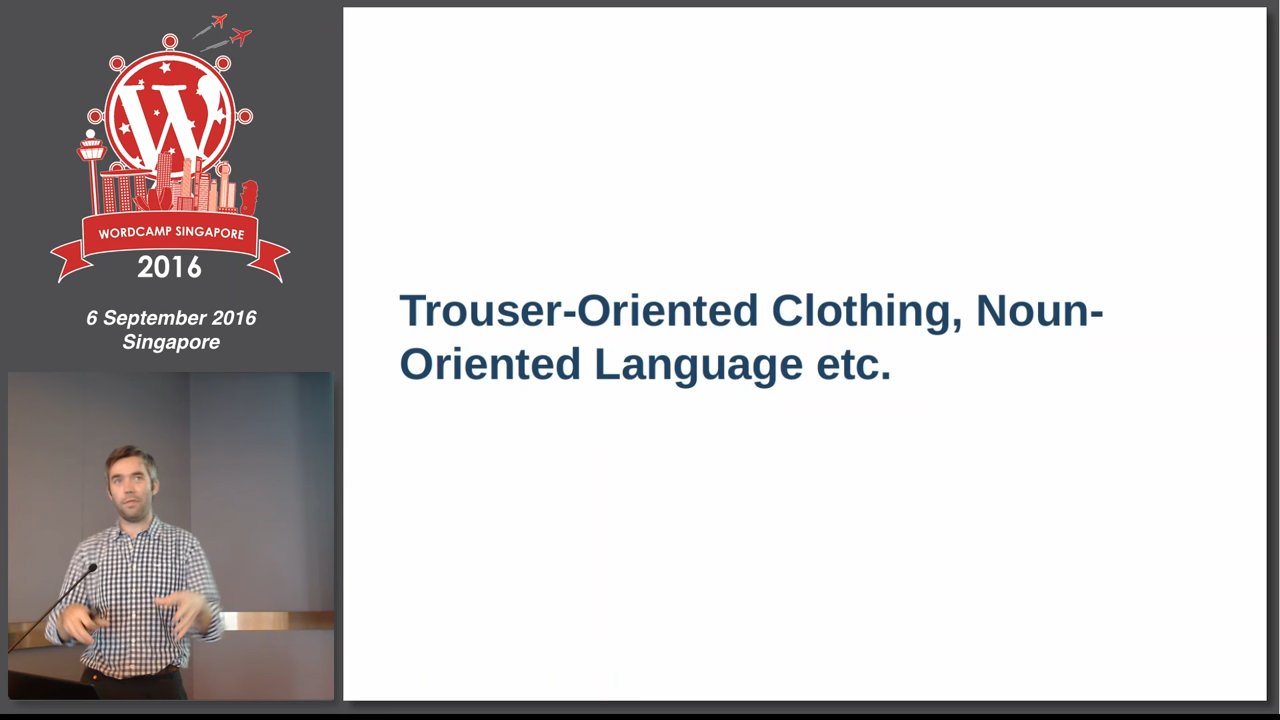 W
WORDCAMP SINGAPORE
2016
6 September 2016
Singapore
Trouser-Oriented Clothing, Noun-
Oriented Language etc.